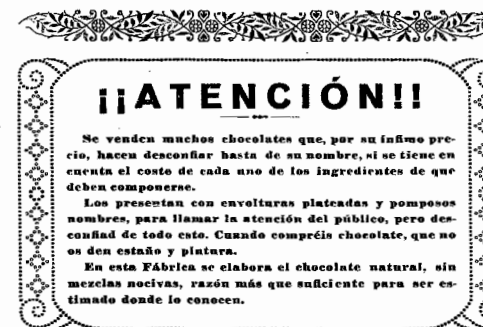 ¡¡ATENCIÓN!!
Se venden muchos chocolates que, por su ínfimo pre-
cio, hacen desconfiar hasta de su nombre, si se tiene en
cuenta el costo de cada uno de los ingredientes de que
deben componerse.
Los presentan con envolturas plateadas y pomposos
nombres, para llamar la atención del público, pero des-
confiad de todo esto. Cuando compréis chocolate, que no
os den estaño y pintura.
En esta Fábrica se elabora el chocolate natural, sin
mezclas nocivas, razón más que suficiente para ser es-
timado donde lo conocen.